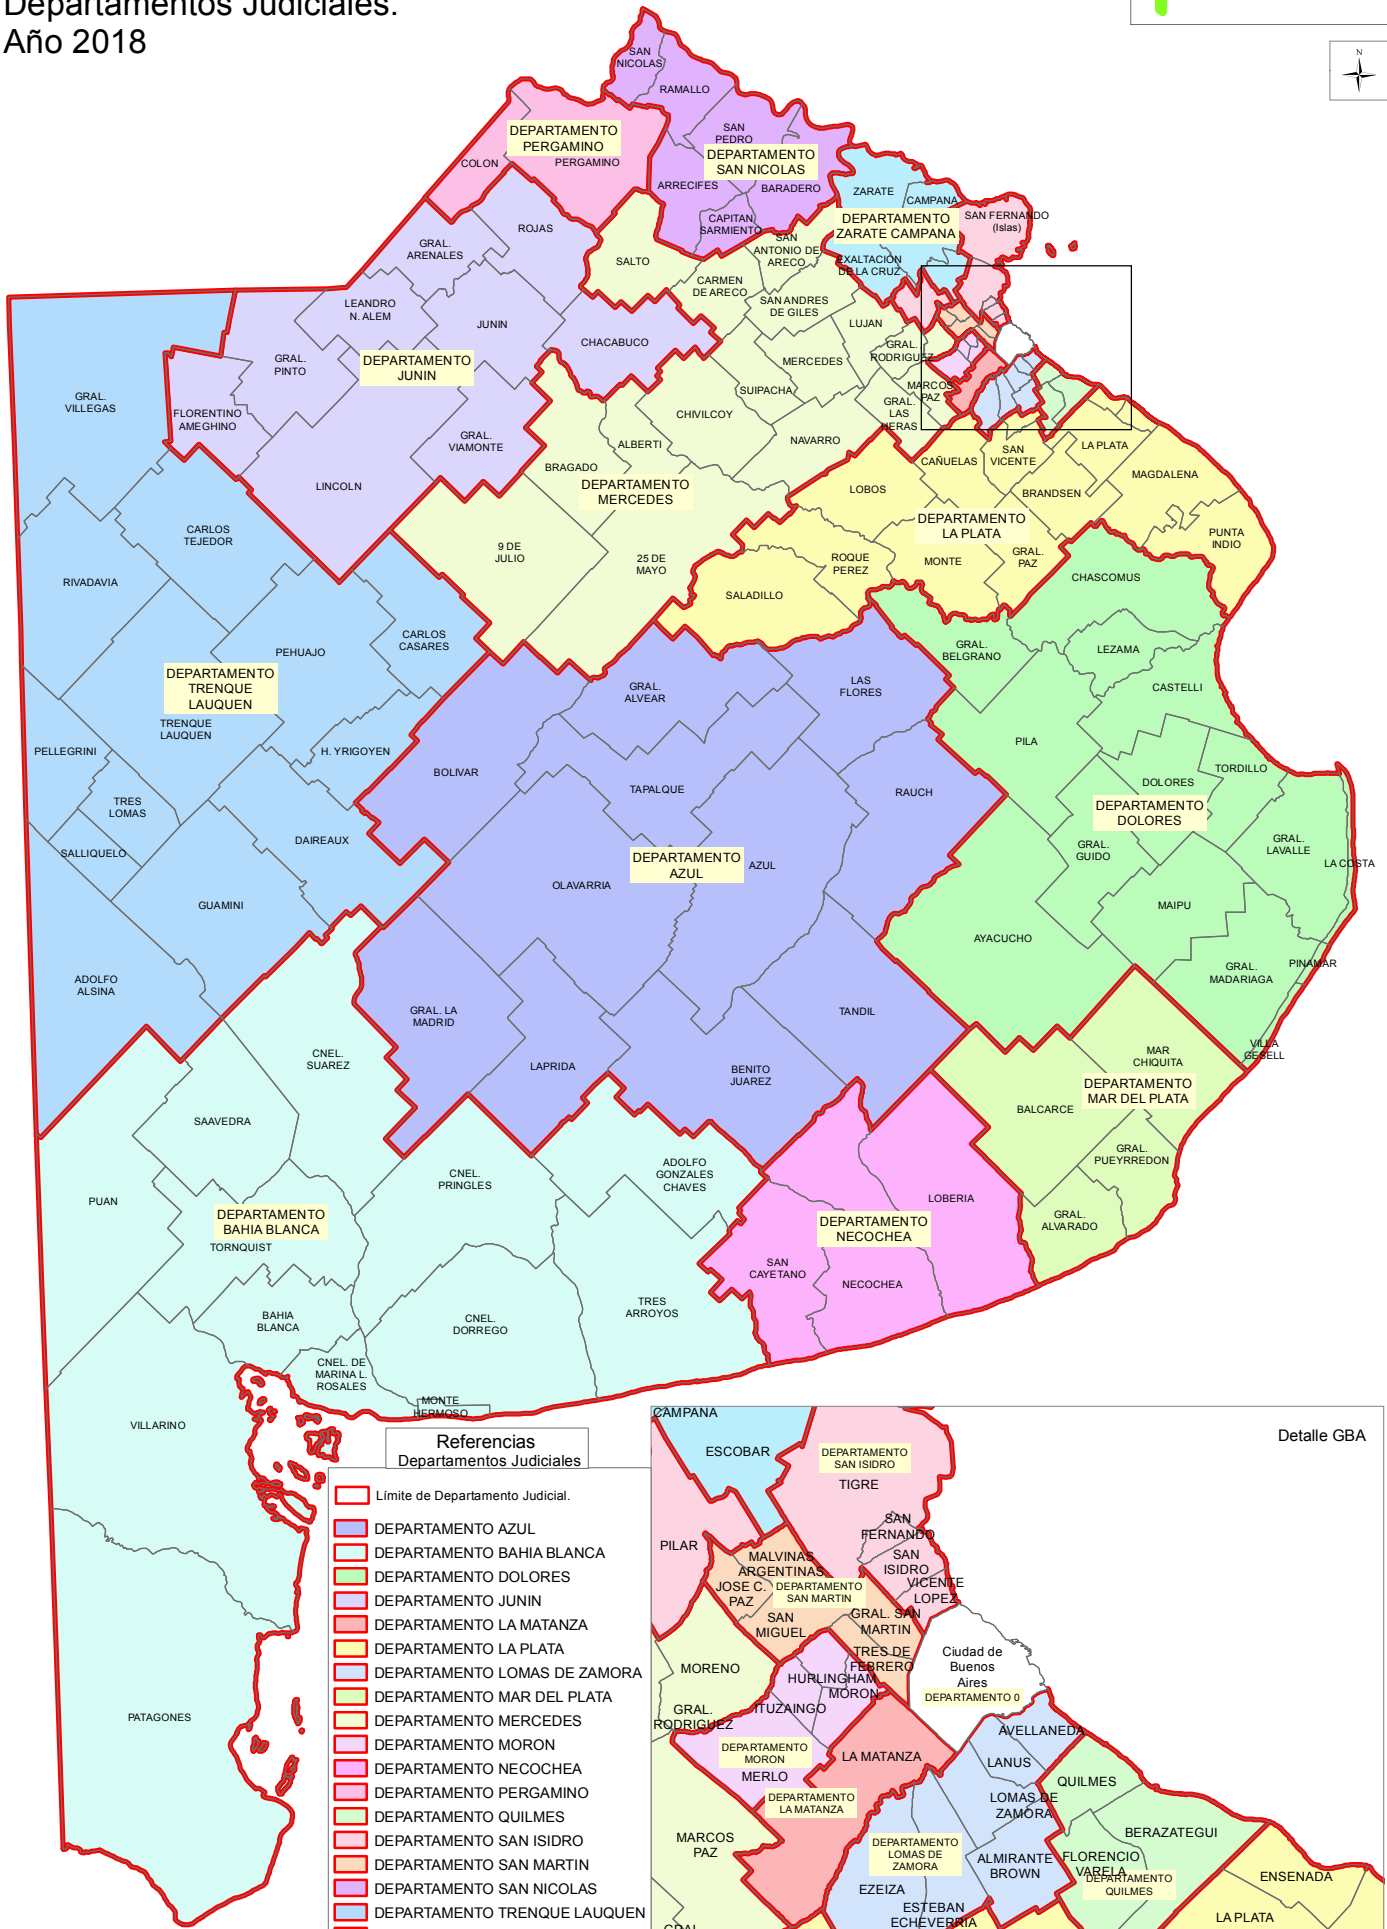 Departamentos Judiciales.
Año 2018
N
SAN
NICOLAS
RAMALLO
SAN
PEDRO
DEPARTAMENTO
PERGAMINO
COLON
PERGAMINO
DEPARTAMENTO
SAN NICOLAS
ARRECIFES
BARADERO
CAPITAN
SARMIENTO
ZARATE
CAMPANA
DEPARTAMENTO
ZARATE CAMPANA
EXALTACION
DE LA CRUZ
SAN FERNANDO
(Islas)
ROJAS
GRAL.
ARENALES
SALTO
SAN
ANTONIO DE
ARECO
CARMEN
DE ARECO
SAN ANDRES
DE GILES
LEANDRO
N. ALEM
JUNIN
CHACABUCO
LUJAN
GRAL.
RODRIGUEZ
GRAL.
PINTO
DEPARTAMENTO
JUNIN
MERCEDES
SUIPACHA
MARCOS
PAZ
GRAL.
LAS
HERAS
GRAL.
VILLEGAS
FLORENTINO
AMEGHINO
GRAL.
VIAMONTE
CHIVILCOY
ALBERTI
NAVARRO
BRAGADO
DEPARTAMENTO
MERCEDES
LINCOLN
CAÑUELAS
SAN
VICENTE
LA PLATA
MAGDALENA
LOBOS
BRANDSEN
DEPARTAMENTO
LA PLATA
PUNTA
INDIO
CARLOS
TEJEDOR
9 DE
JULIO
25 DE
MAYO
ROQUE
PEREZ
MONTE
GRAL.
PAZ
RIVADAVIA
SALADILLO
CHASCOMUS
CARLOS
CASARES
PEHUAJO
GRAL.
BELGRANO
LEZAMA
DEPARTAMENTO
TRENQUE
LAUQUEN
TRENQUE
LAUQUEN
GRAL.
ALVEAR
LAS
FLORES
CASTELLI
PELLEGRINI
H. YRIGOYEN
PILA
BOLIVAR
TAPALQUE
RAUCH
DOLORES
TORDILLO
TRES
LOMAS
DEPARTAMENTO
DOLORES
SALLIQUELO
DAIREAUX
DEPARTAMENTO
AZUL
AZUL
GRAL.
GUIDO
GRAL.
LAVALLE
LA COSTA
OLAVARRIA
GUAMINI
MAIPU
AYACUCHO
ADOLFO
ALSINA
GRAL.
MADARIAGA
PINAMAR
GRAL. LA
MADRID
TANDIL
VILLA
GESELL
CNEL.
SUAREZ
LAPRIDA
BENITO
JUAREZ
MAR
CHIQUITA
DEPARTAMENTO
MAR DEL PLATA
BALCARCE
SAAVEDRA
GRAL.
PUEYRREDON
PUAN
CNEL.
PRINGLES
ADOLFO
GONZALES
CHAVES
LOBERIA
GRAL.
ALVARADO
DEPARTAMENTO
BAHIA BLANCA
TORNQUIST
DEPARTAMENTO
NECOCHEA
SAN
CAYETANO
NECOCHEA
BAHIA
BLANCA
CNEL.
DORREGO
TRES
ARROYOS
CNEL. DE
MARINA L.
ROSALES
MONTE
HERMOSO
VILLARINO
PATAGONES
Referencias
Departamentos Judiciales
Límite de Departamento Judicial.
DEPARTAMENTO AZUL
DEPARTAMENTO BAHIA BLANCA
DEPARTAMENTO DOLORES
DEPARTAMENTO JUNIN
DEPARTAMENTO LA MATANZA
DEPARTAMENTO LA PLATA
DEPARTAMENTO LOMAS DE ZAMORA
DEPARTAMENTO MAR DEL PLATA
DEPARTAMENTO MERCEDES
DEPARTAMENTO MORON
DEPARTAMENTO NECOCHEA
DEPARTAMENTO PERGAMINO
DEPARTAMENTO QUILMES
DEPARTAMENTO SAN ISIDRO
DEPARTAMENTO SAN MARTIN
DEPARTAMENTO SAN NICOLAS
DEPARTAMENTO TRENQUE LAUQUEN
Detalle GBA
CAMPANA
ESCOBAR
DEPARTAMENTO
SAN ISIDRO
TIGRE
SAN
FERNANDO
PILAR
SAN
ISIDRO
MALVINAS
ARGENTINAS
JOSE C.
PAZ
DEPARTAMENTO
SAN MARTIN
VICENTE
LOPEZ
SAN
MIGUEL
GRAL. SAN
MARTIN
TRES DE
FEBRERO
Ciudad de
Buenos
Aires
DEPARTAMENTO 0
MORENO
HURLINGHAM
MORON
ITUZAINGO
GRAL.
RODRIGUEZ
DEPARTAMENTO
MORON
MERLO
LA MATANZA
AVELLANEDA
LANUS
DEPARTAMENTO
LA MATANZA
QUILMES
LOMAS DE
ZAMORA
MARCOS
PAZ
DEPARTAMENTO
LOMAS DE
ZAMORA
BERAZATEGUI
ALMIRANTE
BROWN
FLORENCIO
VARELA
DEPARTAMENTO
QUILMES
ENSENADA
EZEIZA
ESTEBAN
ECHEVERRIA
LA PLATA
GRAL.